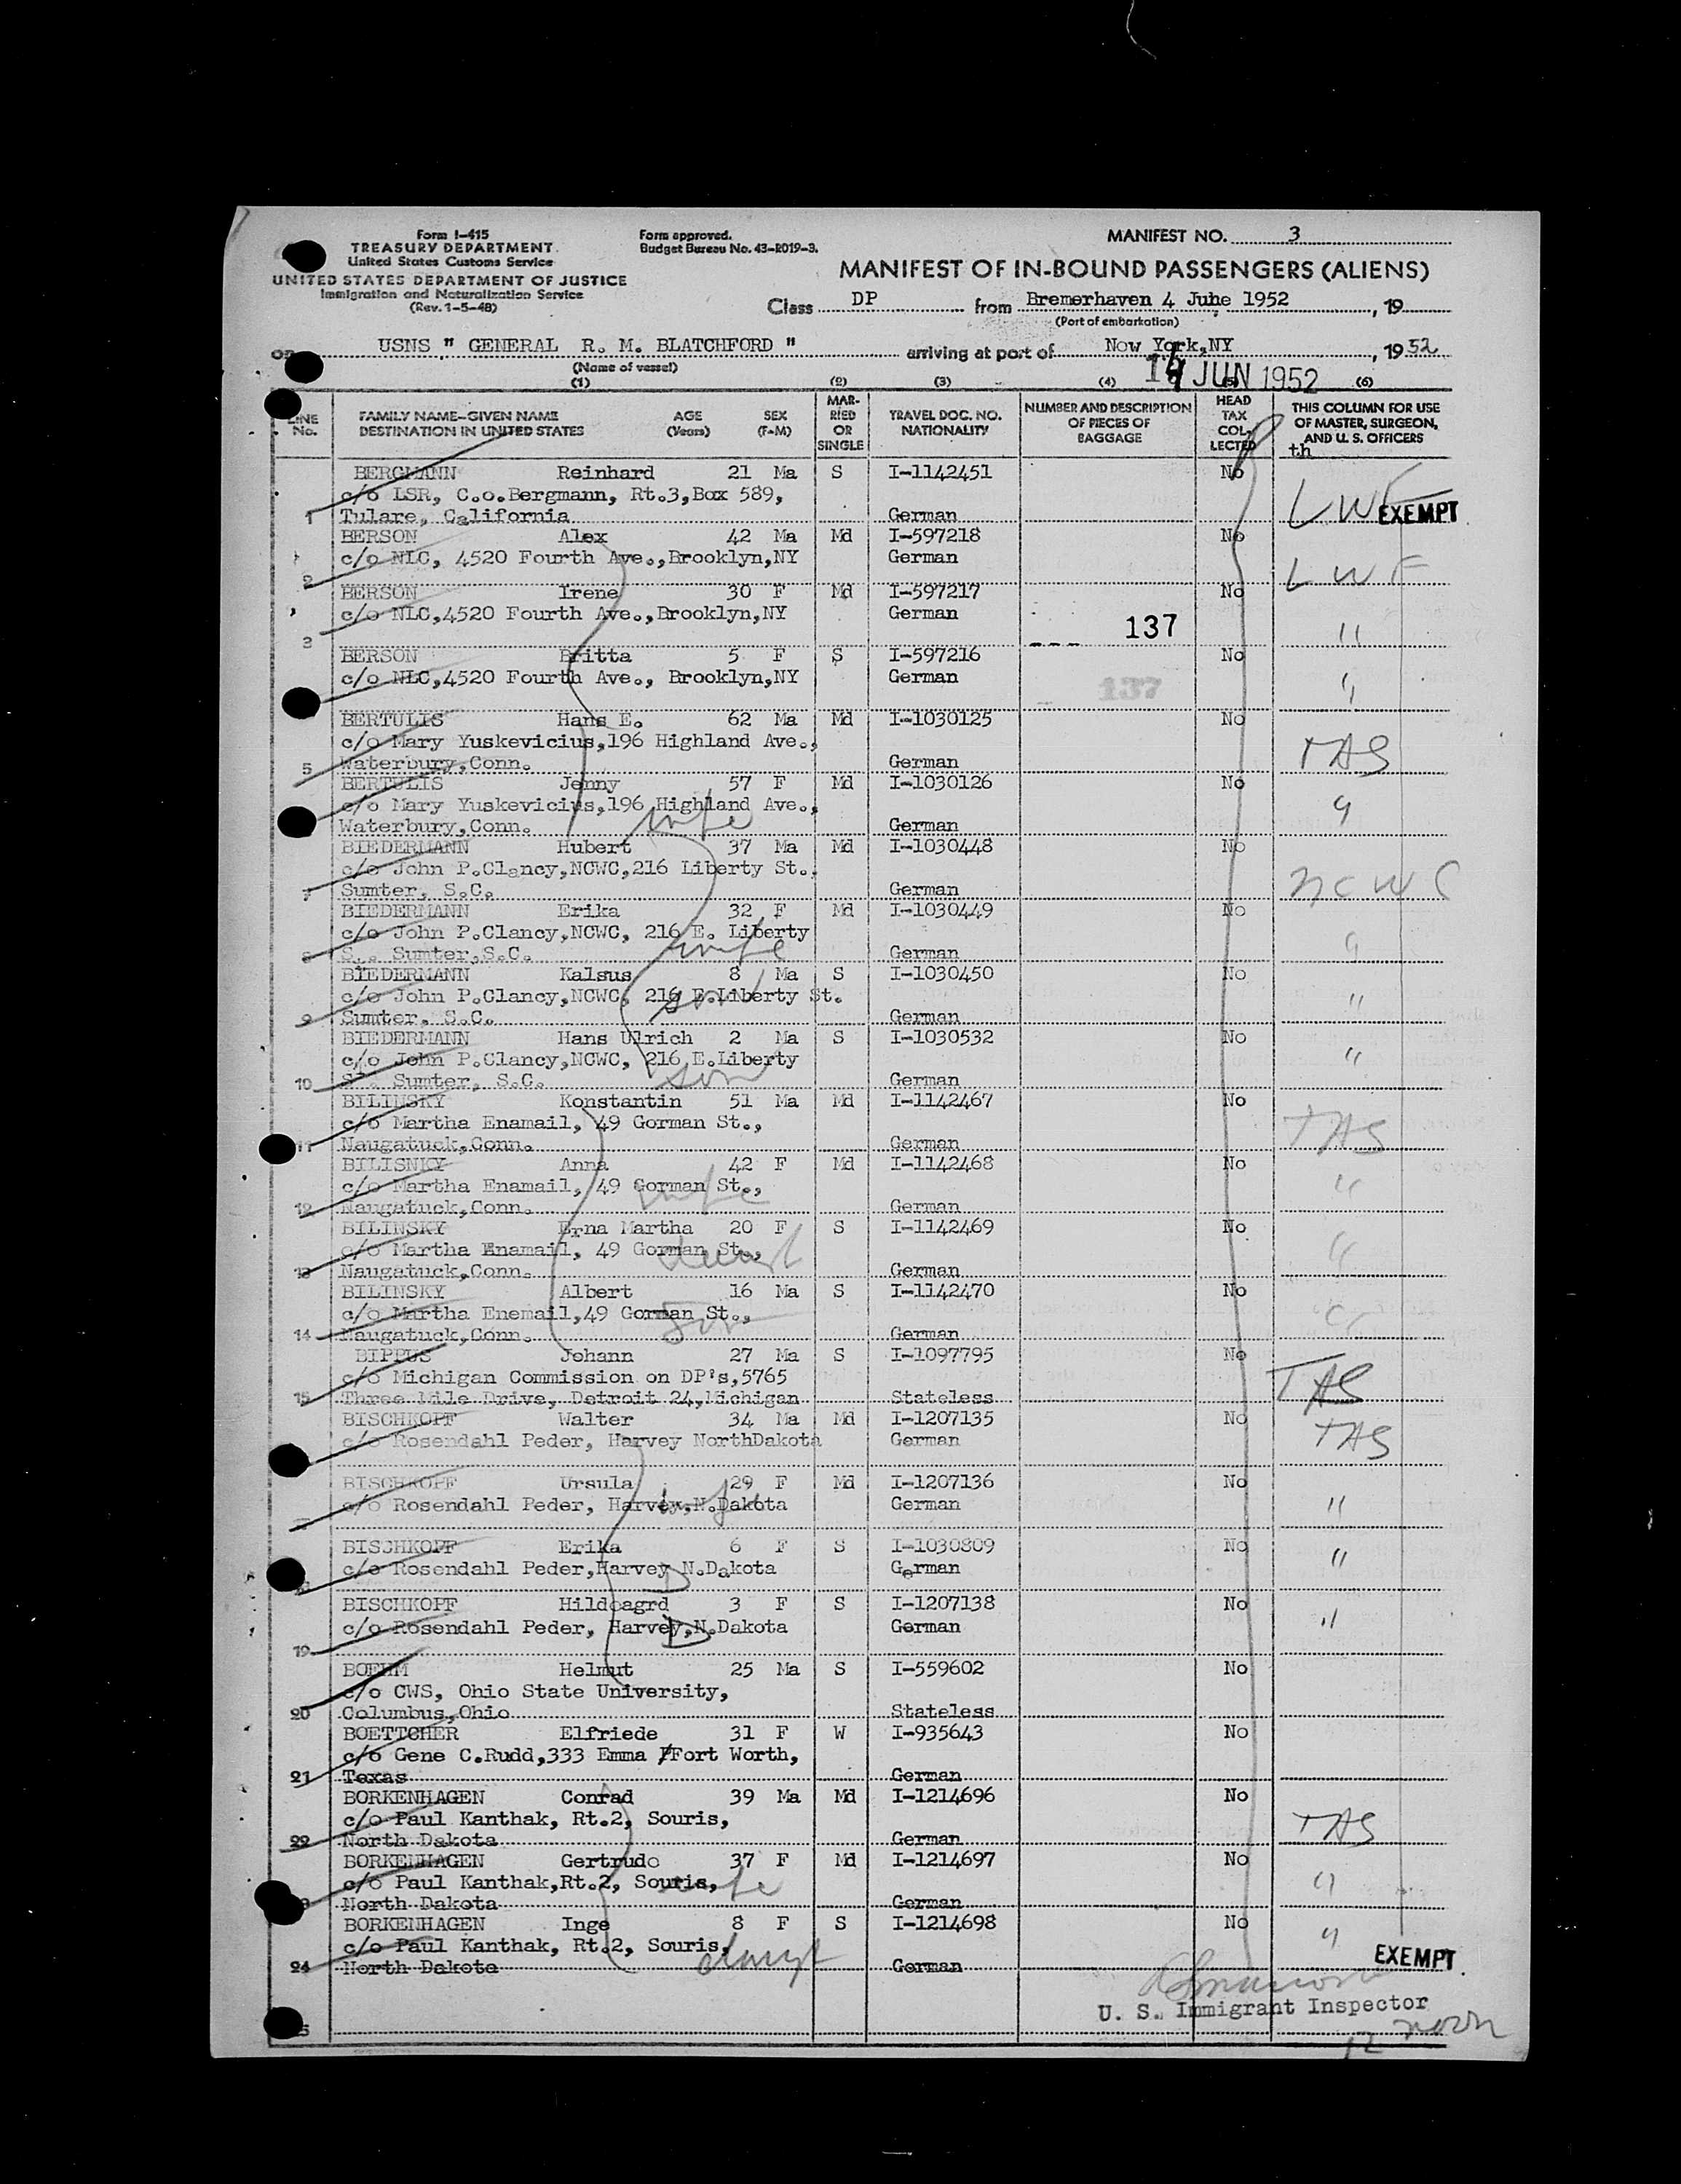 Form I-415
TREASURY DEPARTMENT
United States Customs Service
UNITED STATES DEPARTMENT OF JUSTICE
Immigration and Naturalization Service
(Rev. 1-5-48)
Form approved.
Budget Bureau No. 43-R019-3.
MANIFEST NO. 3
MANIFEST OF IN-BOUND PASSENGERS (ALIENS)
Class DP from Bremerhaven 4 June 1952, 19
(Port of embarkation)
on USNS " GENERAL R. M. BLATCHFORD " arriving at port of New York,NY, 1952
(Name of vessel)
JUN 1952
(1) (2) (3) (4) (5) (6)
LINE No.
FAMILY NAME-GIVEN NAME AGE SEX
DESTINATION IN UNITED STATES (Years) (F-M)
MARRIED OR SINGLE
TRAVEL DOC. NO. NATIONALITY
NUMBER AND DESCRIPTION OF PIECES OF BAGGAGE
HEAD TAX COLLECTED
THIS COLUMN FOR USE OF MASTER, SURGEON, AND U. S. OFFICERS
th
BERGMANN Reinhard 21 Ma S I-1142451 No
c/o LSR, C.o.Bergmann, Rt.3,Box 589,
1 Tulare, California German LWF EXEMPT
BERSON Alex 42 Ma Md I-597218 No
c/o NLC, 4520 Fourth Ave.,Brooklyn,NY German LWF
2
BERSON Irene 30 F Md I-597217 No
c/o NLC,4520 Fourth Ave.,Brooklyn,NY German
3 137 "
BERSON Britta 5 F S I-597216 No
c/o NLC,4520 Fourth Ave., Brooklyn,NY German 137 "
BERTULIS Hans E. 62 Ma Md I-1030125 No
c/o Mary Yuskevicius,196 Highland Ave.,
5 Waterbury,Conn. German TAS
BERTULIS Jenny 57 F Md I-1030126 No
c/o Mary Yuskevicius,196 Highland Ave., "
Waterbury,Conn. wife German
BIEDERMANN Hubert 37 Ma Md I-1030448 No
c/o John P.Clancy,NCWC,216 Liberty St.,
7 Sumter, S.C. German NCWC
BIEDERMANN Erika 32 F Md I-1030449 No
c/o John P.Clancy,NCWC, 216 E. Liberty
8 S.. Sumter,S.C. wife German "
BIEDERMANN Kalsus 8 Ma S I-1030450 No
c/o John P.Clancy,NCWC, 216 E.Liberty St. son "
9 Sumter, S.C. German
BIEDERMANN Hans Ulrich 2 Ma S I-1030532 No
c/o John P.Clancy,NCWC, 216 E.Liberty "
10 Sumter, S.C. son German
BILINSKY Konstantin 51 Ma Md I-1142467 No
c/o Martha Enamail, 49 Gorman St.,
11 Naugatuck,Conn. German TAS
BILISNKY Anna 42 F Md I-1142468 No
c/o Martha Enamail, 49 Gorman St., wife "
12 Naugatuck,Conn. German
BILINSKY Erna Martha 20 F S I-1142469 No
c/o Martha Enamail, 49 Gorman St., "
13 Naugatuck,Conn. German
BILINSKY Albert 16 Ma S I-1142470 No
c/o Martha Enemail,49 Gorman St., son "
14 Naugatuck,Conn. German
BIPPUS Johann 27 Ma S I-1097795 No
c/o Michigan Commission on DP's,5765 TAS
15 Three Mile Drive, Detroit 24,Michigan Stateless
BISCHKOPF Walter 34 Ma Md I-1207135 No
c/o Rosendahl Peder, Harvey NorthDakota German TAS
BISCHKOPF Ursula 29 F Md I-1207136 No
c/o Rosendahl Peder, Harvey,N.Dakota wife German "
BISCHKOPF Erika 6 F S I-1030809 No
c/o Rosendahl Peder,Harvey N.Dakota D German "
BISCHKOPF Hildoagrd 3 F S I-1207138 No
c/o Rosendahl Peder, Harvey,N.Dakota D German "
19
BOEHM Helmut 25 Ma S I-559602 No
c/o CWS, Ohio State University,
20 Columbus,Ohio Stateless
BOETTCHER Elfriede 31 F W I-935643 No
c/o Gene C.Rudd,333 Emma Fort Worth,
21 Texas German
BORKENHAGEN Conrad 39 Ma Md I-1214696 No
c/o Paul Kanthak, Rt.2, Souris,
22 North Dakota German TAS
BORKENHAGEN Gertrude 37 F Md I-1214697 No
c/o Paul Kanthak,Rt.2, Souris, wife "
North Dakota German
BORKENHAGEN Inge 8 F S I-1214698 No
c/o Paul Kanthak, Rt.2, Souris, "
24 North Dakota German EXEMPT
U. S. Immigrant Inspector
12 noon